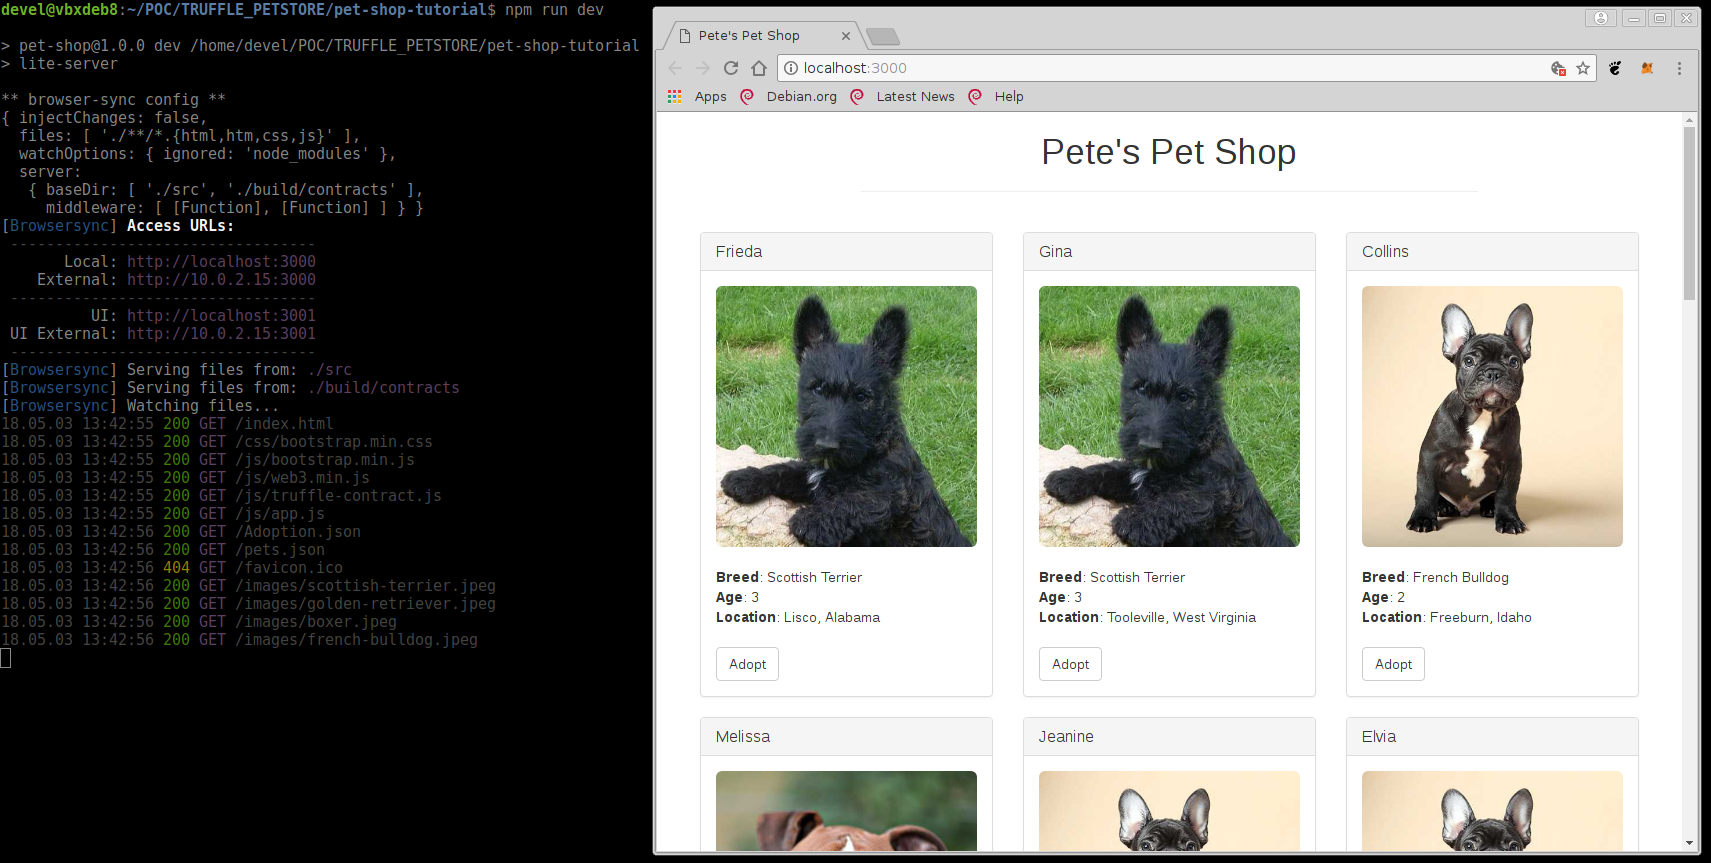 devel@vbxdeb8:~/POC/TRUFFLE_PETSTORE/pet-shop-tutorial$ npm run dev
> pet-shop@1.0.0 dev /home/devel/POC/TRUFFLE_PETSTORE/pet-shop-tutorial
> lite-server
** browser-sync config **
{ injectChanges: false,
  files: [ './**/*.{html,htm,css,js}' ],
  watchOptions: { ignored: 'node_modules' },
  server:
   { baseDir: [ './src', './build/contracts' ],
     middleware: [ [Function], [Function] ] } }
[Browsersync] Access URLs:
 ----------------------------------
       Local: http://localhost:3000
    External: http://10.0.2.15:3000
 ----------------------------------
          UI: http://localhost:3001
 UI External: http://10.0.2.15:3001
 ----------------------------------
[Browsersync] Serving files from: ./src
[Browsersync] Serving files from: ./build/contracts
[Browsersync] Watching files...
18.05.03 13:42:55 200 GET /index.html
18.05.03 13:42:55 200 GET /css/bootstrap.min.css
18.05.03 13:42:55 200 GET /js/bootstrap.min.js
18.05.03 13:42:55 200 GET /js/web3.min.js
18.05.03 13:42:55 200 GET /js/truffle-contract.js
18.05.03 13:42:55 200 GET /js/app.js
18.05.03 13:42:56 200 GET /Adoption.json
18.05.03 13:42:56 200 GET /pets.json
18.05.03 13:42:56 404 GET /favicon.ico
18.05.03 13:42:56 200 GET /images/scottish-terrier.jpeg
18.05.03 13:42:56 200 GET /images/golden-retriever.jpeg
18.05.03 13:42:56 200 GET /images/boxer.jpeg
18.05.03 13:42:56 200 GET /images/french-bulldog.jpeg
Pete's Pet Shop
localhost:3000
Apps Debian.org Latest News Help
Pete's Pet Shop
Frieda
Breed: Scottish Terrier
Age: 3
Location: Lisco, Alabama
Adopt
Gina
Breed: Scottish Terrier
Age: 3
Location: Tooleville, West Virginia
Adopt
Collins
Breed: French Bulldog
Age: 2
Location: Freeburn, Idaho
Adopt
Melissa
Jeanine
Elvia